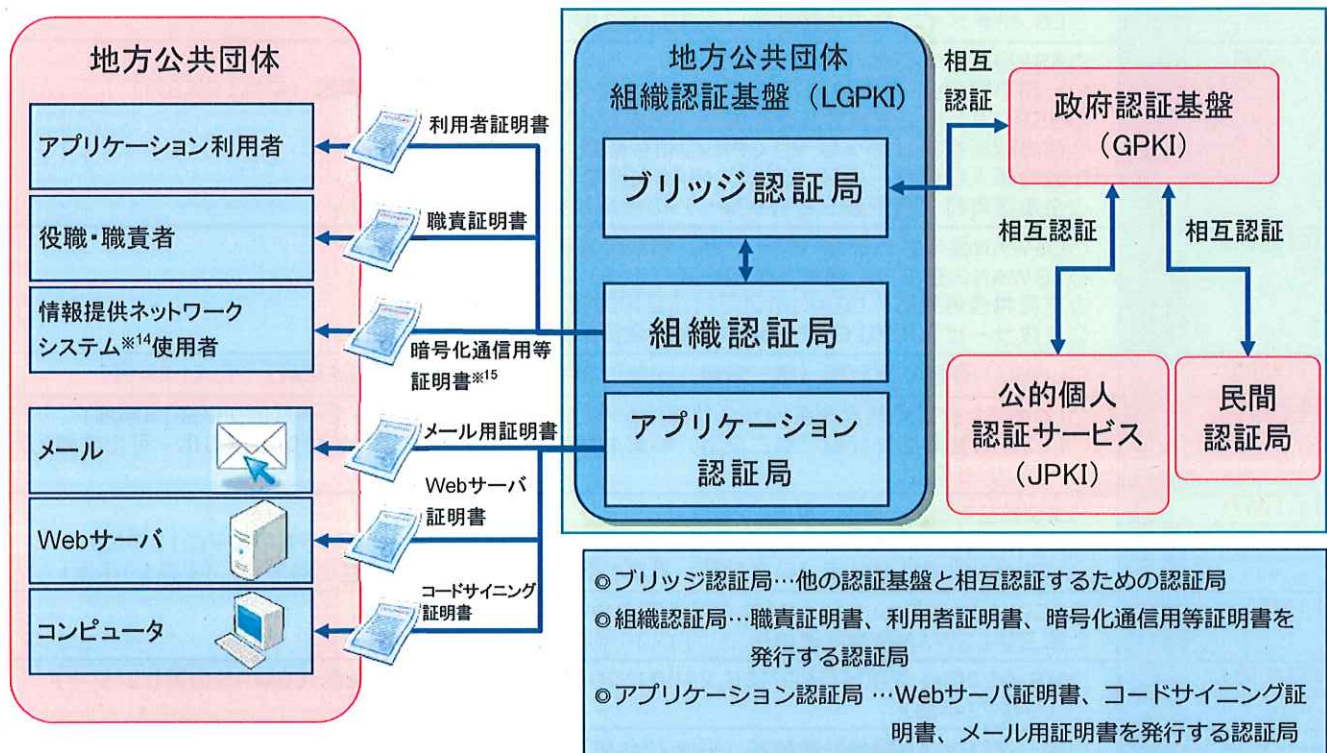 地方公共団体
アプリケーション利用者
役職・職責者
情報提供ネットワーク
システム※14使用者
メール
Webサーバ
コンピュータ
利用者証明書
職責証明書
暗号化通信用等
証明書※15
メール用証明書
Webサーバ
証明書
コードサイニング
証明書
地方公共団体
組織認証基盤（LGPKI）
ブリッジ認証局
組織認証局
アプリケーション
認証局
相互
認証
政府認証基盤
（GPKI）
相互認証
相互認証
公的個人
認証サービス
（JPKI）
民間
認証局
◎ブリッジ認証局…他の認証基盤と相互認証するための認証局
◎組織認証局…職責証明書、利用者証明書、暗号化通信用等証明書を
発行する認証局
◎アプリケーション認証局 …Webサーバ証明書、コードサイニング証
明書、メール用証明書を発行する認証局